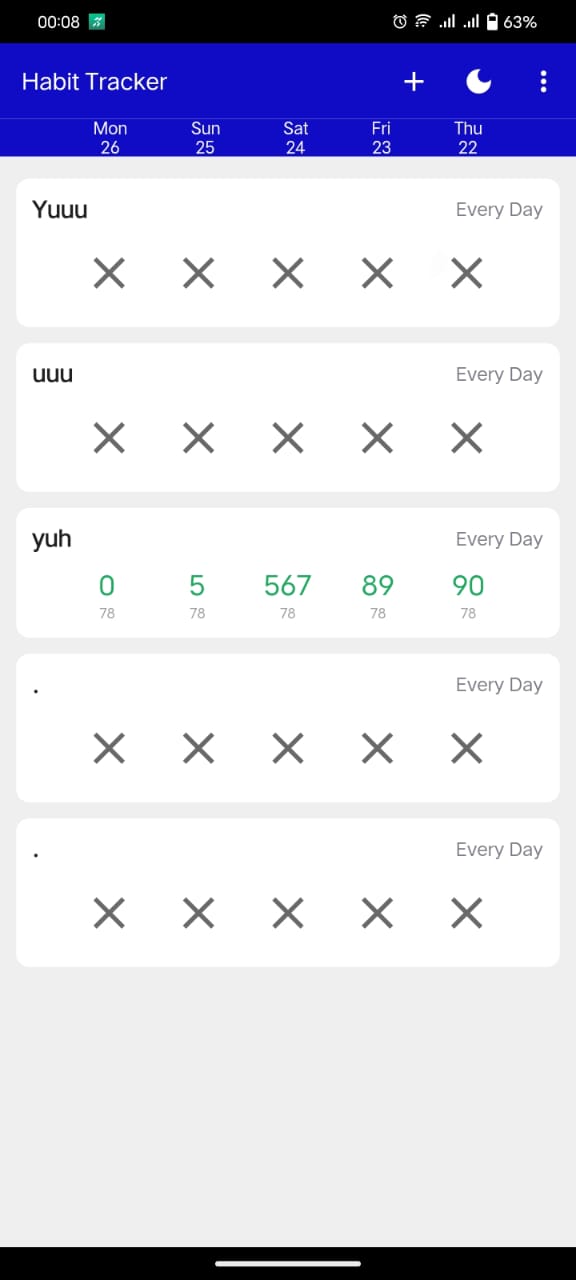 00:08 63%
Habit Tracker
Mon Sun Sat Fri Thu
26 25 24 23 22
Yuuu Every Day
uuu Every Day
yuh Every Day
0 5 567 89 90
78 78 78 78 78
. Every Day
. Every Day